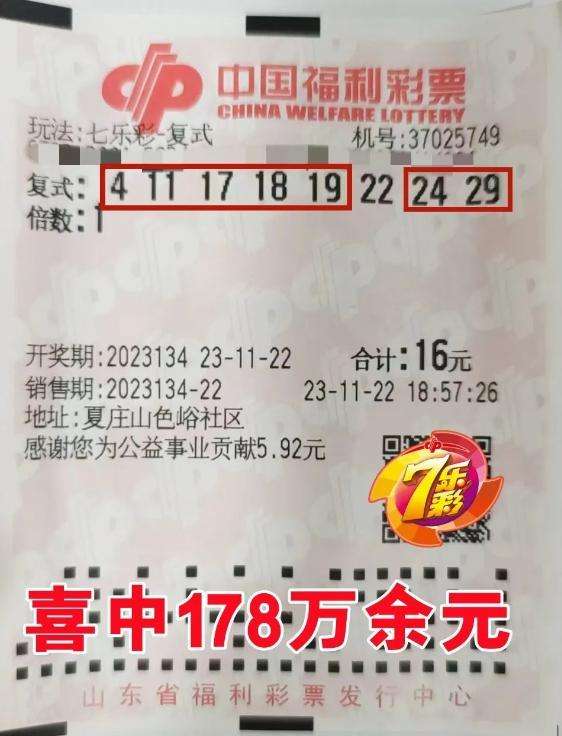 中国福利彩票
CHINA WELFARE LOTTERY
玩法:七乐彩-复式 机号:37025749
复式: 4 11 17 18 19 22 24 29
倍数:1
开奖期:2023134 23-11-22 合计:16元
销售期:2023134-22 23-11-22 18:57:26
地址:夏庄山色峪社区
感谢您为公益事业贡献5.92元
7乐彩
喜中178万余元
山东省福利彩票发行中心